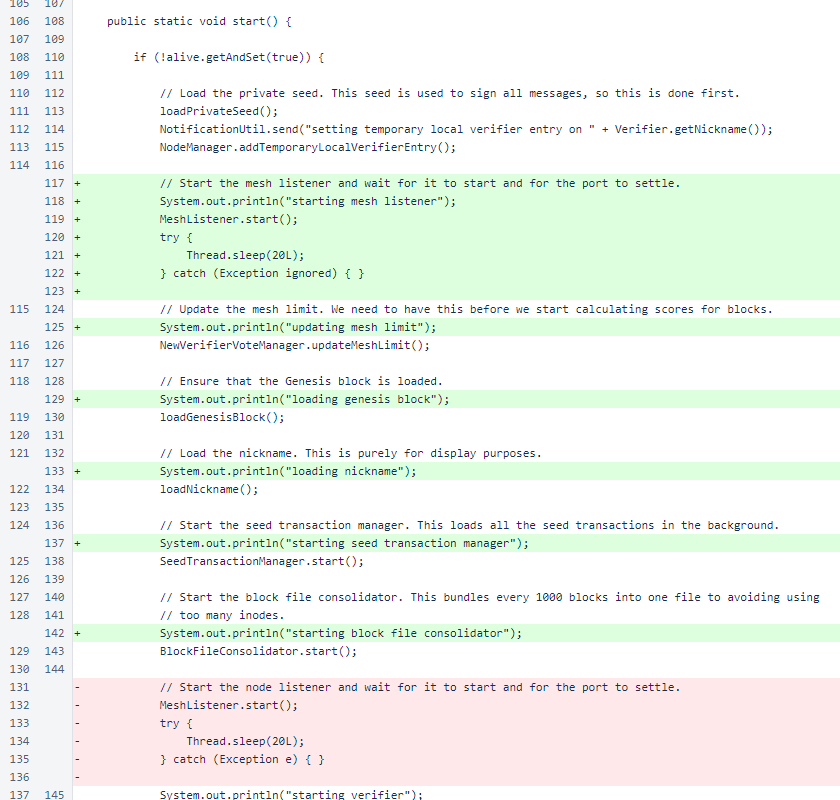 105 107
106 108 public static void start() {
107 109
108 110 if (!alive.getAndSet(true)) {
109 111
110 112 // Load the private seed. This seed is used to sign all messages, so this is done first.
111 113 loadPrivateSeed();
112 114 NotificationUtil.send("setting temporary local verifier entry on " + Verifier.getNickname());
113 115 NodeManager.addTemporaryLocalVerifierEntry();
114 116
117 + // Start the mesh listener and wait for it to start and for the port to settle.
118 + System.out.println("starting mesh listener");
119 + MeshListener.start();
120 + try {
121 + Thread.sleep(20L);
122 + } catch (Exception ignored) { }
123 +
115 124 // Update the mesh limit. We need to have this before we start calculating scores for blocks.
125 + System.out.println("updating mesh limit");
116 126 NewVerifierVoteManager.updateMeshLimit();
117 127
118 128 // Ensure that the Genesis block is loaded.
129 + System.out.println("loading genesis block");
119 130 loadGenesisBlock();
120 131
121 132 // Load the nickname. This is purely for display purposes.
133 + System.out.println("loading nickname");
122 134 loadNickname();
123 135
124 136 // Start the seed transaction manager. This loads all the seed transactions in the background.
137 + System.out.println("starting seed transaction manager");
125 138 SeedTransactionManager.start();
126 139
127 140 // Start the block file consolidator. This bundles every 1000 blocks into one file to avoiding using
128 141 // too many inodes.
142 + System.out.println("starting block file consolidator");
129 143 BlockFileConsolidator.start();
130 144
131 - // Start the node listener and wait for it to start and for the port to settle.
132 - MeshListener.start();
133 - try {
134 - Thread.sleep(20L);
135 - } catch (Exception e) { }
136 -
137 145 System.out.println("starting verifier");